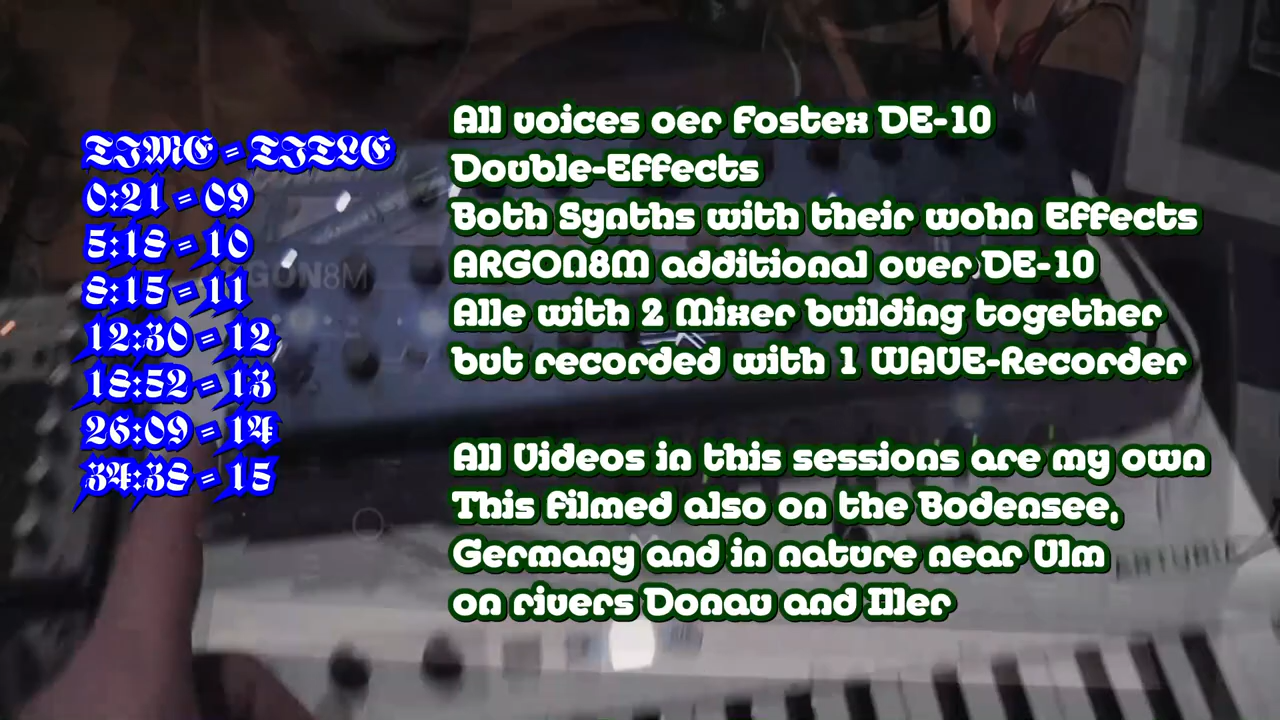 TIME = TITLE
0:21 = 09
5:18 = 10
8:15 = 11
12:30 = 12
18:52 = 13
26:09 = 14
34:38 = 15
All voices oer Fostex DE-10
Double-Effects
Both Synths with their wohn Effects
ARGON8M additional over DE-10
Alle with 2 Mixer building together
but recorded with 1 WAVE-Recorder
All Videos in this sessions are my own
This filmed also on the Bodensee,
Germany and in nature near Ulm
on rivers Donau and Iller
ARGON8M
ARTURIA